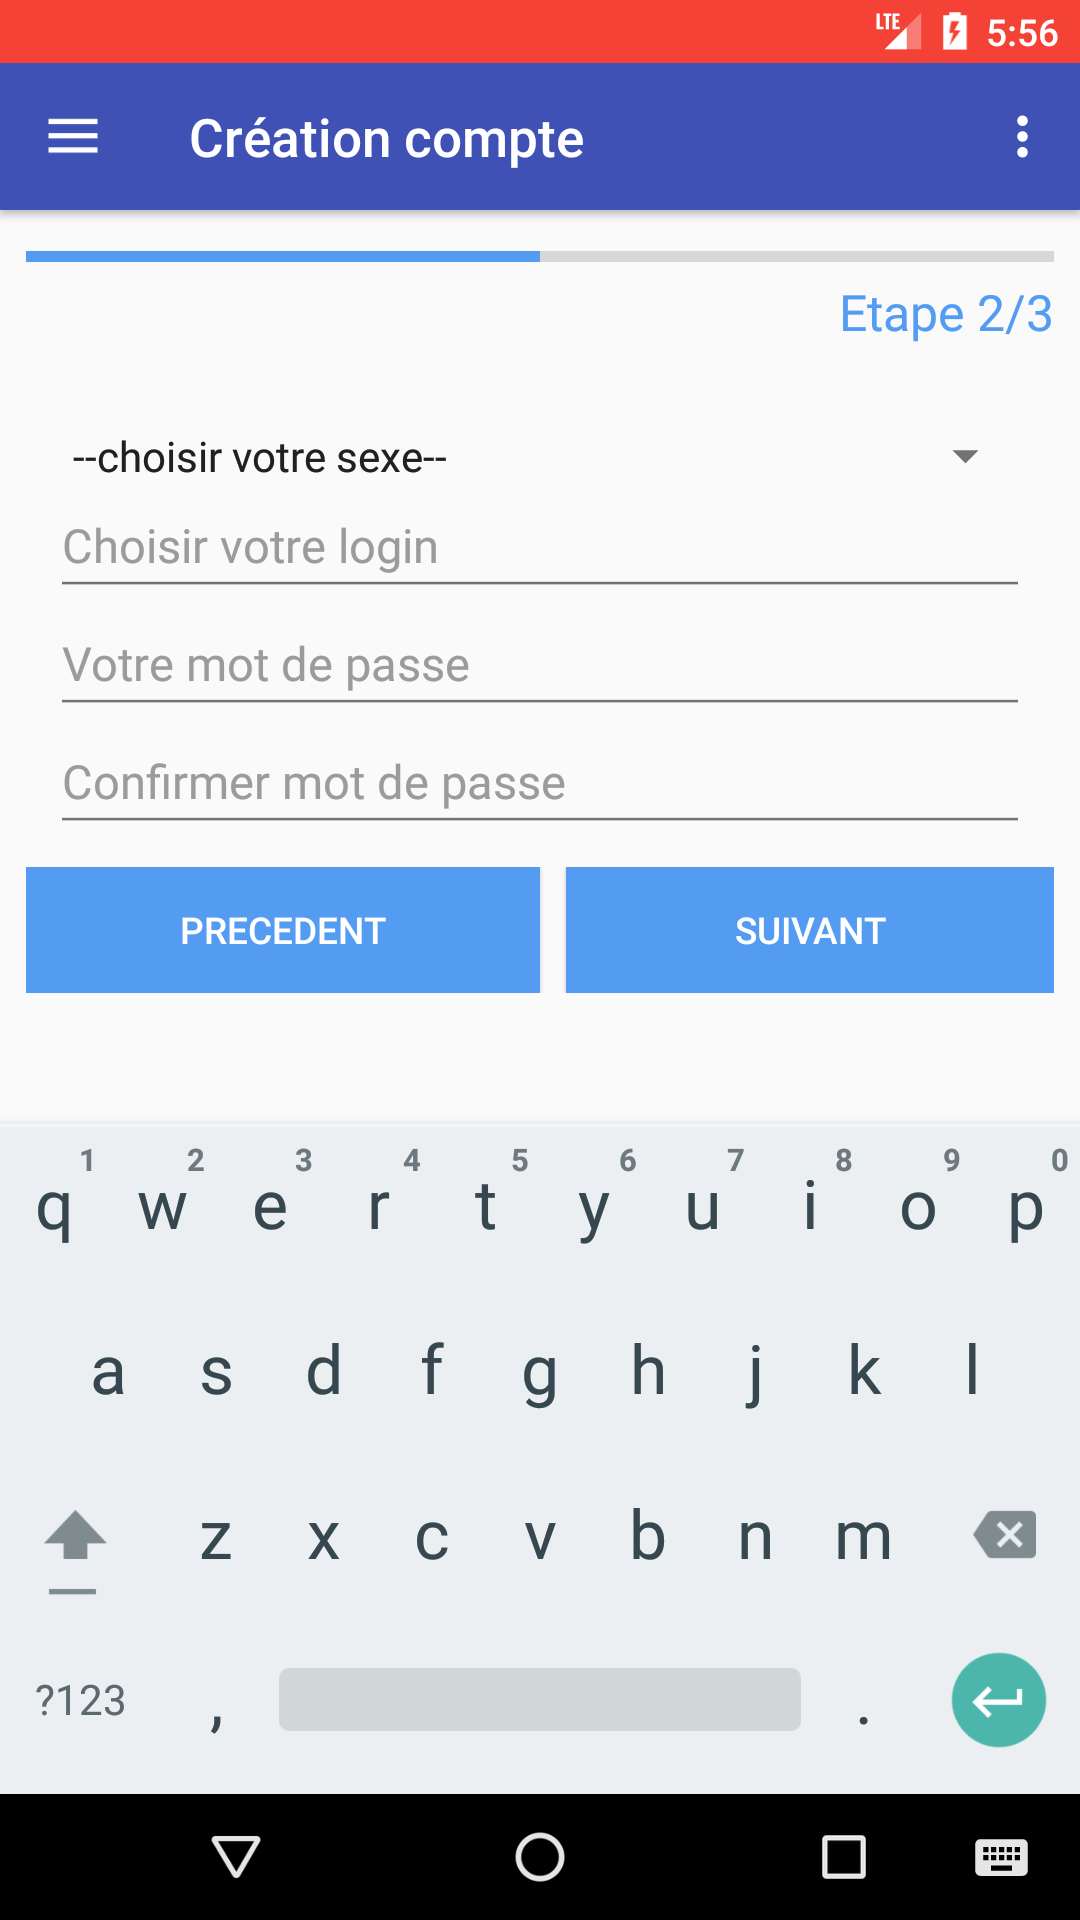 LTE 5:56
Création compte
Etape 2/3
--choisir votre sexe--
Choisir votre login
Votre mot de passe
Confirmer mot de passe
PRECEDENT SUIVANT
1 2 3 4 5 6 7 8 9 0
q w e r t y u i o p
a s d f g h j k l
z x c v b n m
?123 , .